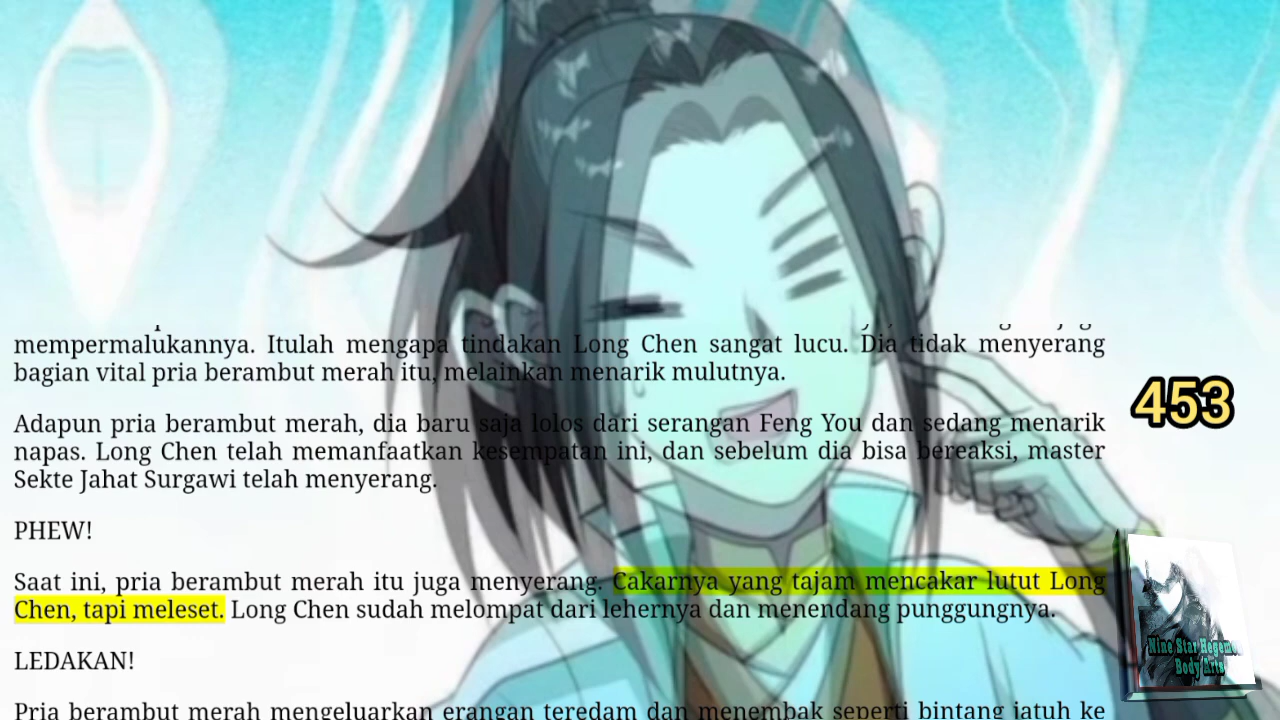 mempermalukannya. Itulah mengapa tindakan Long Chen sangat lucu. Dia tidak menyerang
bagian vital pria berambut merah itu, melainkan menarik mulutnya.
Adapun pria berambut merah, dia baru saja lolos dari serangan Feng You dan sedang menarik
napas. Long Chen telah memanfaatkan kesempatan ini, dan sebelum dia bisa bereaksi, master
Sekte Jahat Surgawi telah menyerang.
PHEW!
Saat ini, pria berambut merah itu juga menyerang. Cakarnya yang tajam mencakar lutut Long
Chen, tapi meleset. Long Chen sudah melompat dari lehernya dan menendang punggungnya.
LEDAKAN!
Pria berambut merah mengeluarkan erangan teredam dan menembak seperti bintang jatuh ke
453
Nine Star
Body Arts